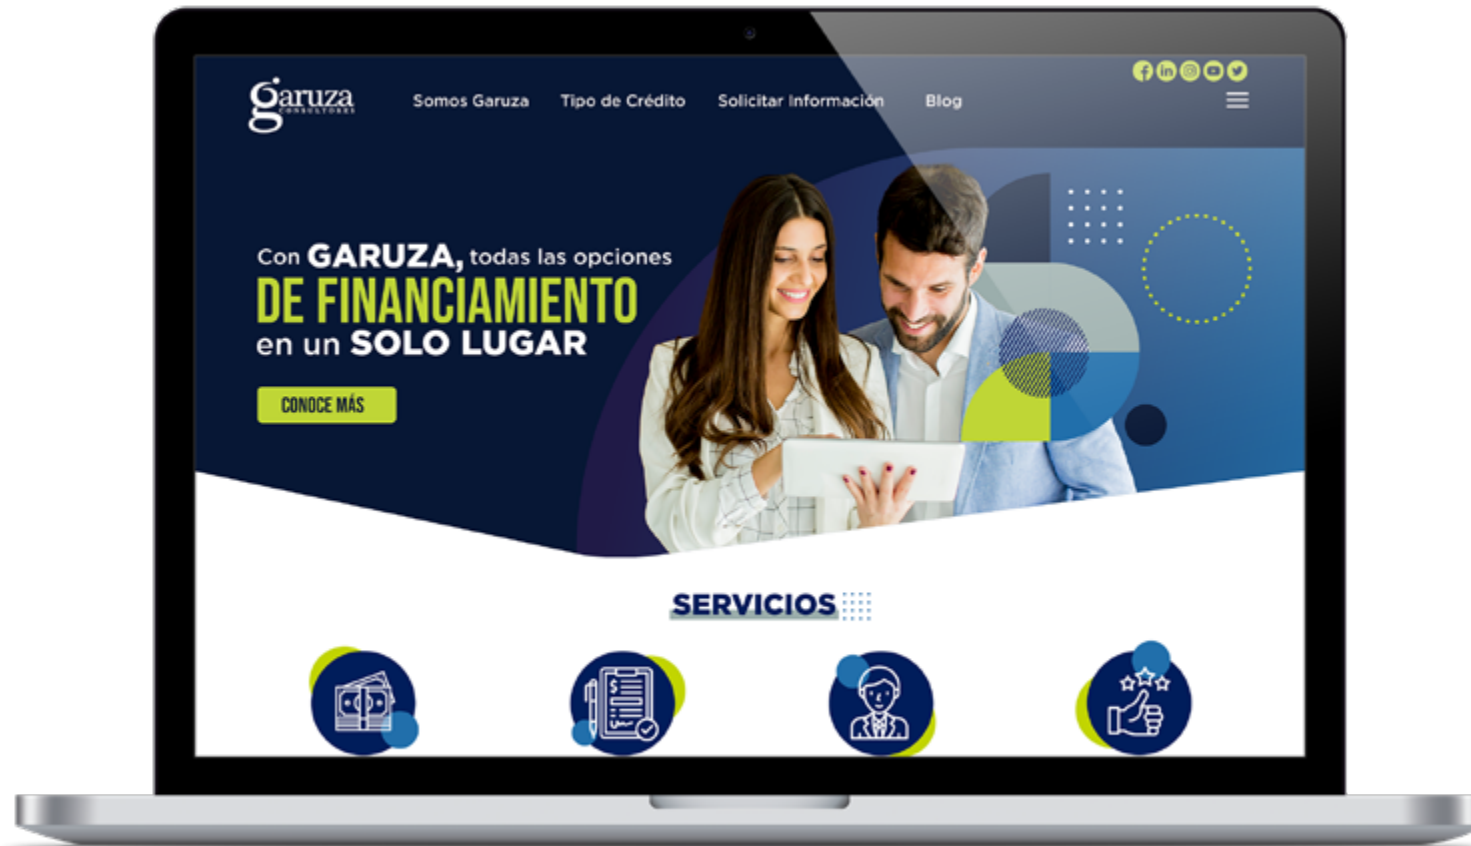 garuza
CONSULTORES
Somos Garuza
Tipo de Crédito
Solicitar Información
Blog
Con GARUZA, todas las opciones
DE FINANCIAMIENTO
en un SOLO LUGAR
CONOCE MÁS
SERVICIOS